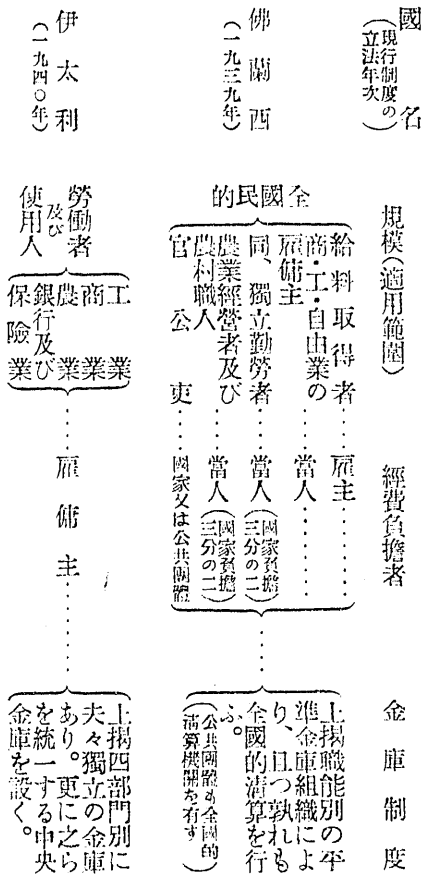 國名
(現行制度の
立法年次)
規模(適用範圍)
經費負擔者
金庫制度
佛蘭西
(一九三九年)
全國民的
給料取得者……雇主………
商・工・自由業の
雇傭主……當人………
同、獨立勤勞者……當人(國家負擔
三分の二)
農業經營者及び
農村職人……當人(國家負擔
三分の二)
官公吏……國家又は公共團體
……
上揭職能別の平
準金庫組織によ
り、且つ孰れも
全國的清算を行
ふ。
(公共團體も全國的
清算機關を有す)
伊太利
(一九四〇年)
勞働者
及び
使用人
工業
商業
農業
銀行及び
保險業
……雇傭主………
上揭四部門別に
夫々獨立の金庫
あり。更に之ら
を統一する中央
金庫を設く。